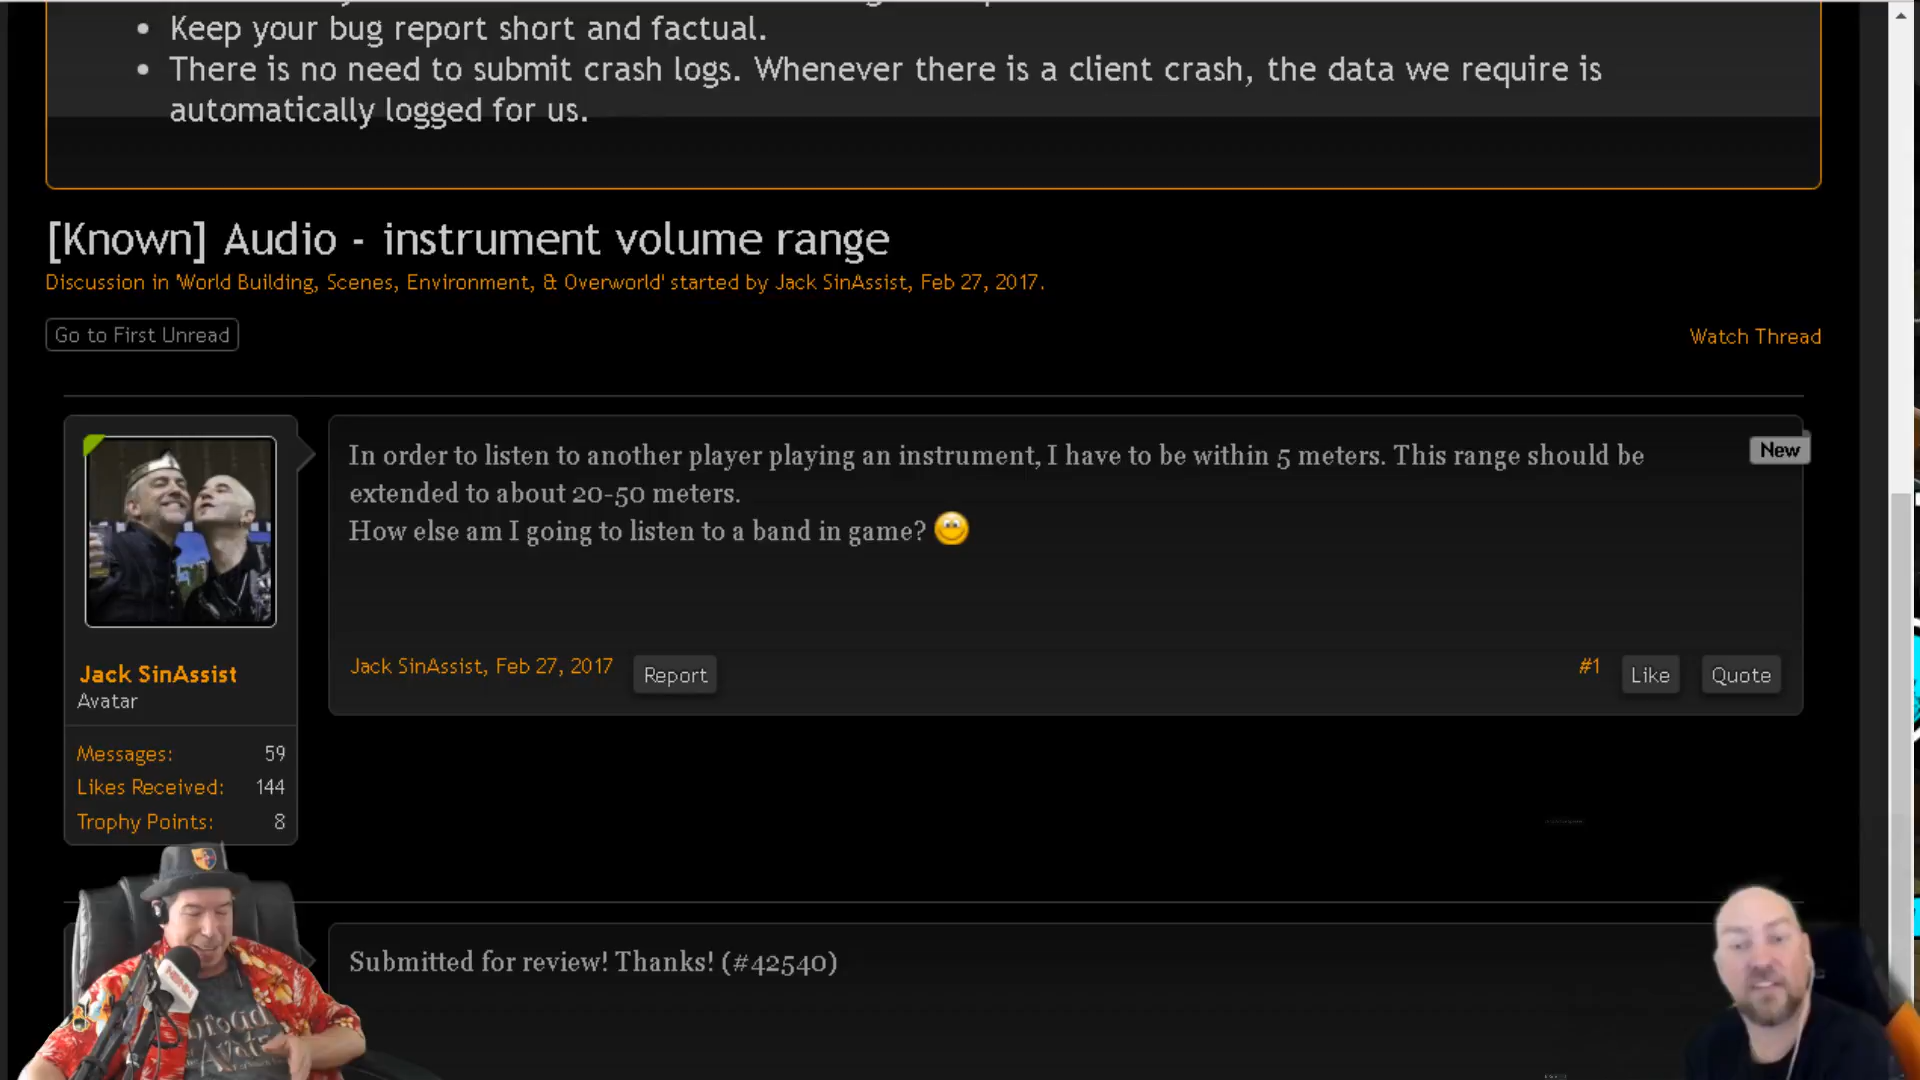 Keep your bug report short and factual.
There is no need to submit crash logs. Whenever there is a client crash, the data we require is
automatically logged for us.
[Known] Audio - instrument volume range
Discussion in 'World Building, Scenes, Environment, & Overworld' started by Jack SinAssist, Feb 27, 2017.
Go to First Unread
Watch Thread
In order to listen to another player playing an instrument, I have to be within 5 meters. This range should be
extended to about 20-50 meters.
How else am I going to listen to a band in game?
New
Jack SinAssist, Feb 27, 2017
Report
#1
Like
Quote
Jack SinAssist
Avatar
Messages: 59
Likes Received: 144
Trophy Points: 8
Submitted for review! Thanks! (#42540)